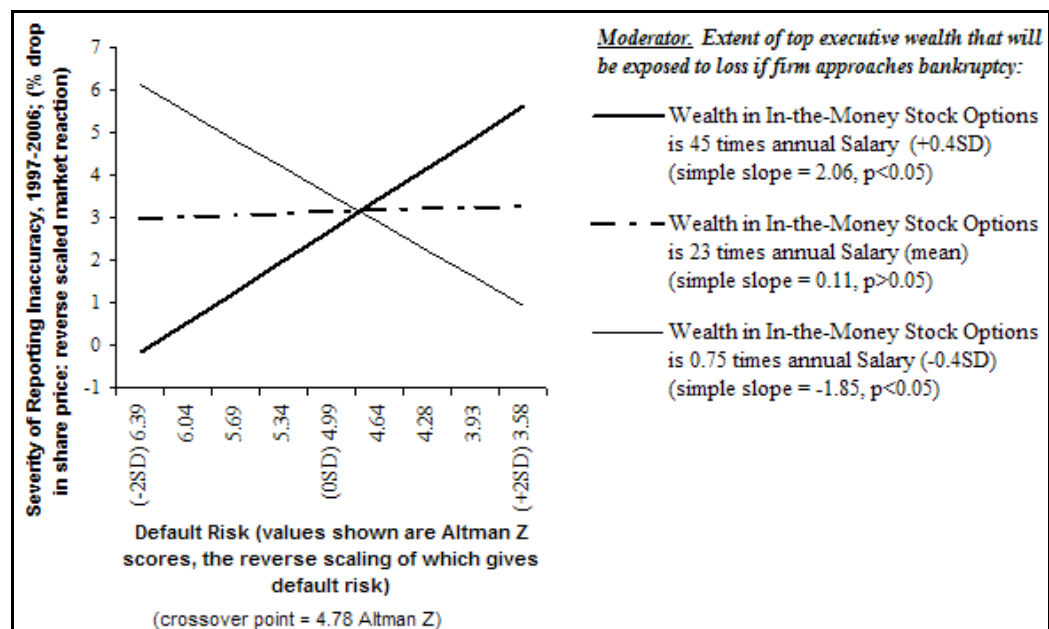 Severity of Reporting Inaccuracy, 1997-2006; (% drop
in share price: reverse scaled market reaction)
7
6
5
4
3
2
1
0
-1
(-2SD) 6.39
6.04
5.69
5.34
(0SD) 4.99
4.64
4.28
3.93
(+2SD) 3.58
Default Risk (values shown are Altman Z
scores, the reverse scaling of which gives
default risk)
(crossover point = 4.78 Altman Z)
Moderator. Extent of top executive wealth that will
be exposed to loss if firm approaches bankruptcy:
Wealth in In-the-Money Stock Options
is 45 times annual Salary (+0.4SD)
(simple slope = 2.06, p<0.05)
Wealth in In-the-Money Stock Options
is 23 times annual Salary (mean)
(simple slope = 0.11, p>0.05)
Wealth in In-the-Money Stock Options
is 0.75 times annual Salary (-0.4SD)
(simple slope = -1.85, p<0.05)